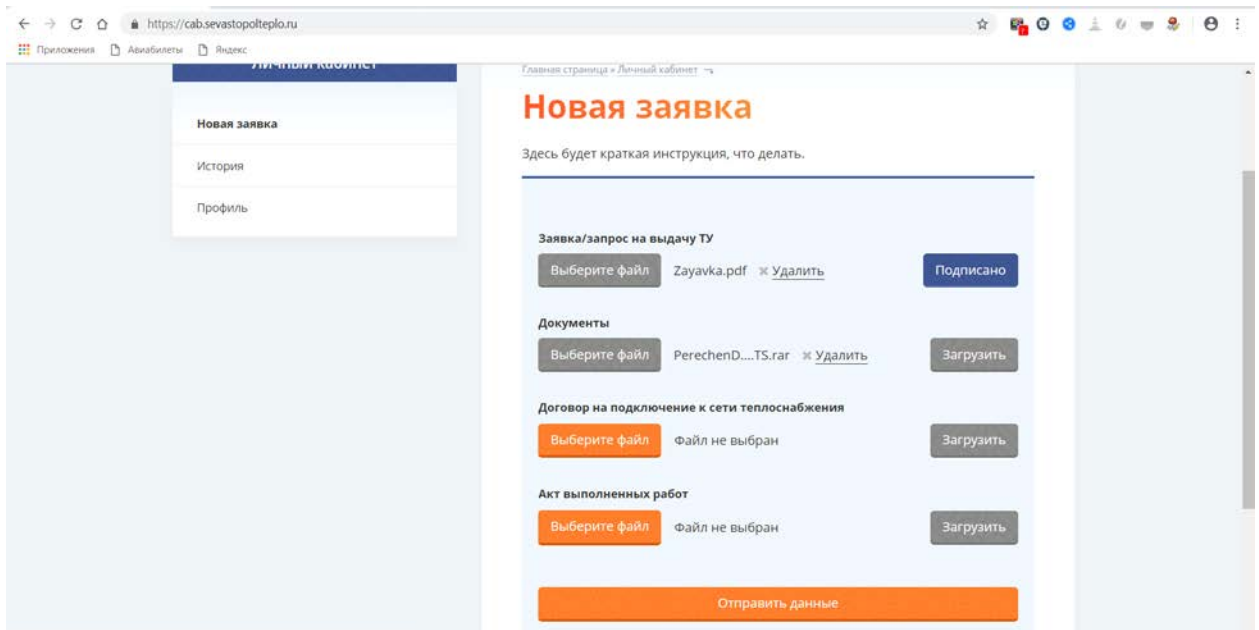 https://cab.sevastopolteplo.ru
Приложения Авиабилеты Яндекс
Личный кабинет
Главная страница » Личный кабинет
Новая заявка
Новая заявка
История
Профиль
Здесь будет краткая инструкция, что делать.
Заявка/запрос на выдачу ТУ
Выберите файл Zayavka.pdf Удалить Подписано
Документы
Выберите файл PerechenD....TS.rar Удалить Загрузить
Договор на подключение к сети теплоснабжения
Выберите файл Файл не выбран Загрузить
Акт выполненных работ
Выберите файл Файл не выбран Загрузить
Отправить данные